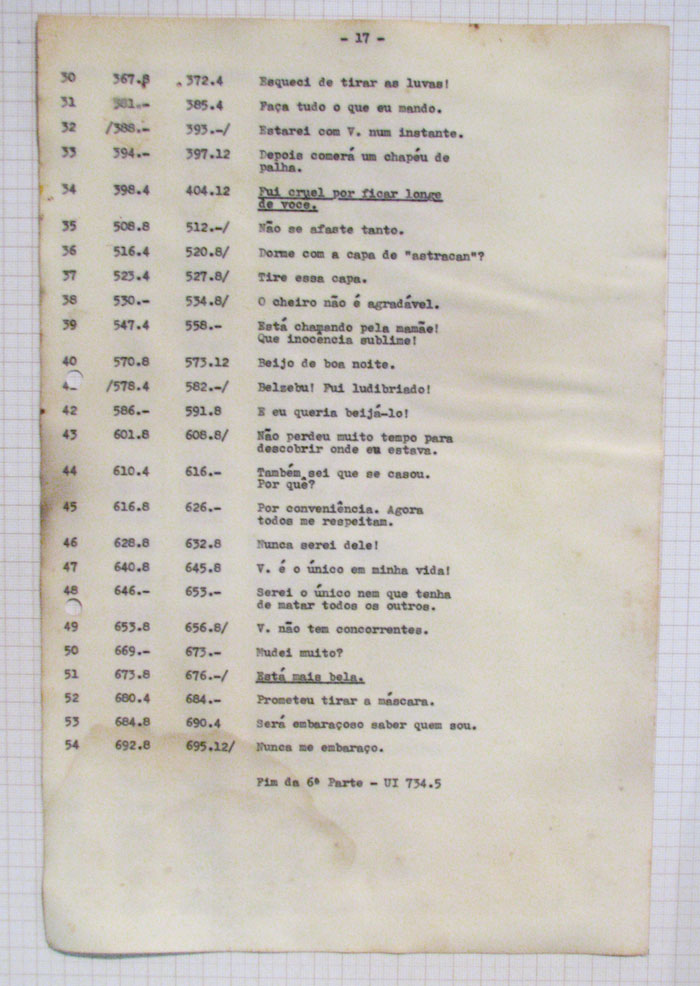 - 17 -
30 367.8 372.4 Esqueci de tirar as luvas!
31 381.- 385.4 Faça tudo o que eu mando.
32 /388.- 393.-/ Estarei com V. num instante.
33 394.- 397.12 Depois comerá um chapéu de
palha.
34 398.4 404.12 Fui cruel por ficar longe
de voce.
35 508.8 512.-/ Não se afaste tanto.
36 516.4 520.8/ Dorme com a capa de "astracan"?
37 523.4 527.8/ Tire essa capa.
38 530.- 534.8/ O cheiro não é agradável.
39 547.4 558.- Está chamando pela mamãe!
Que inocência sublime!
40 570.8 573.12 Beijo de boa noite.
/578.4 582.-/ Belzebu! Fui ludibriado!
42 586.- 591.8 E eu queria beijá-lo!
43 601.8 608.8/ Não perdeu muito tempo para
descobrir onde eu estava.
44 610.4 616.- Também sei que se casou.
Por quê?
45 616.8 626.- Por conveniência. Agora
todos me respeitam.
46 628.8 632.8 Nunca serei dele!
47 640.8 645.8 V. é o único em minha vida!
48 646.- 653.- Serei o único nem que tenha
de matar todos os outros.
49 653.8 656.8/ V. não tem concorrentes.
50 669.- 673.- Mudei muito?
51 673.8 676.-/ Está mais bela.
52 680.4 684.- Prometeu tirar a máscara.
53 684.8 690.4 Será embaraçoso saber quem sou.
54 692.8 695.12/ Nunca me embaraço.
Fim da 6ª Parte - UI 734.5